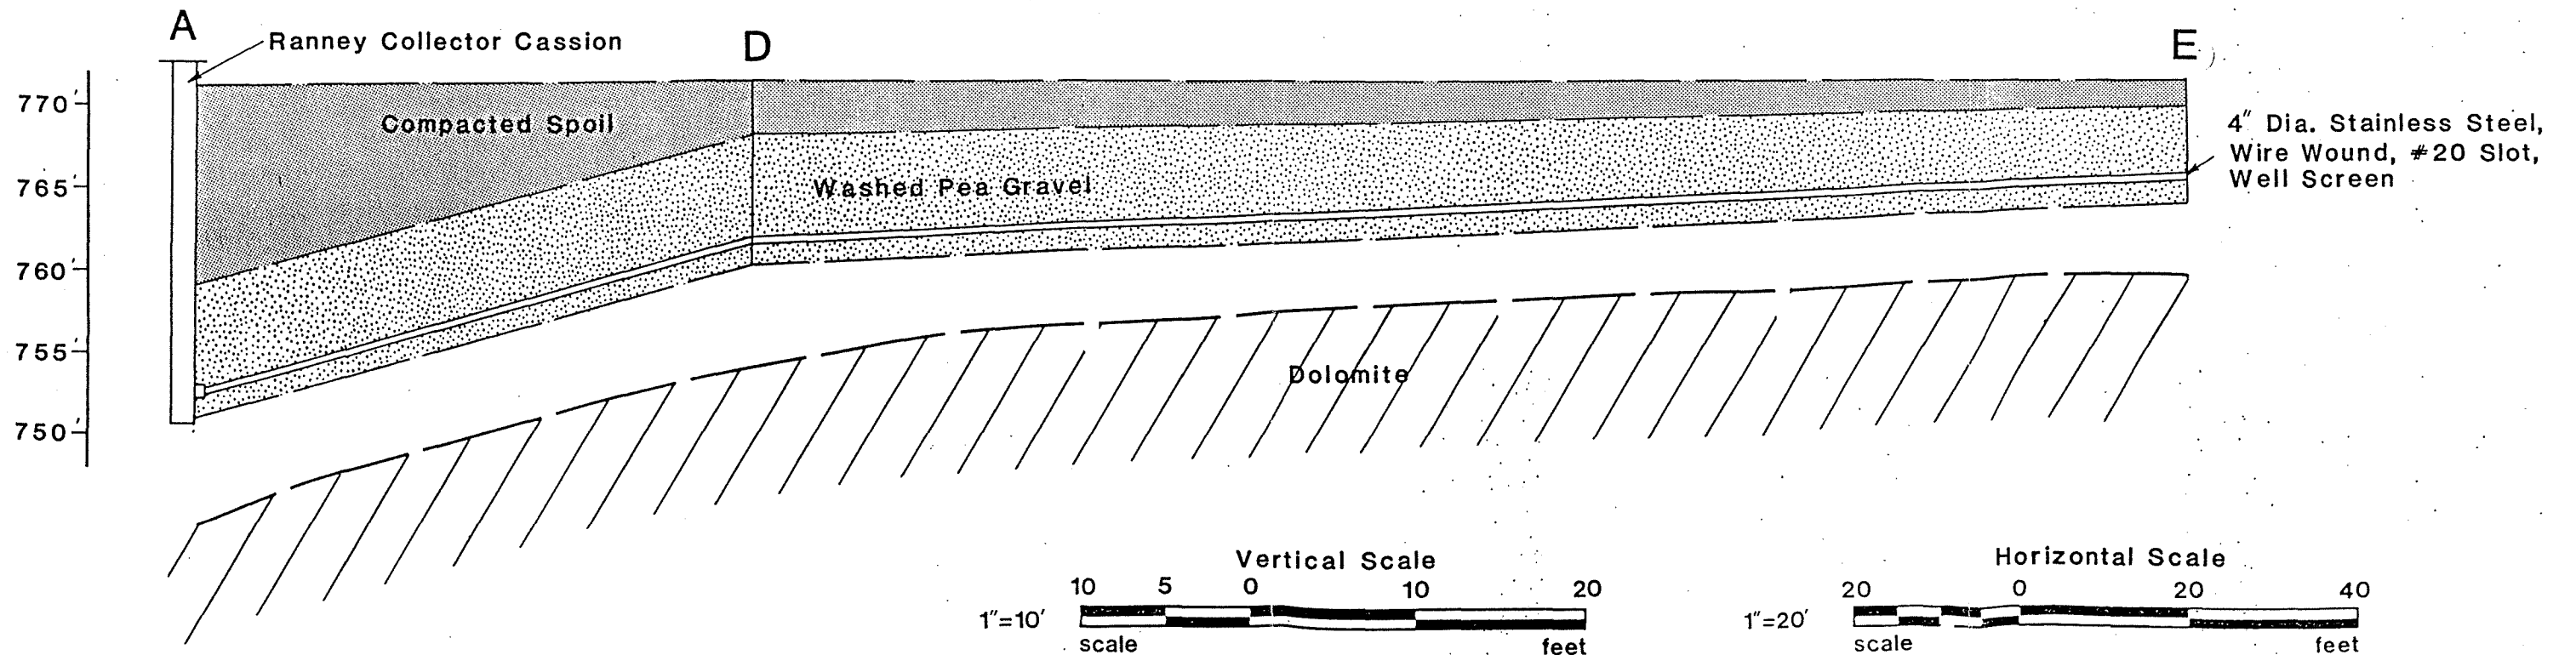 A
Ranney Collector Cassion
D
E
770'
Compacted Spoil
4" Dia. Stainless Steel,
Wire Wound, #20 Slot,
Well Screen
765'
Washed Pea Gravel
760'
755'
Dolomite
750'
Vertical Scale
10 5 0 10 20
1"=10'
scale feet
Horizontal Scale
20 0 20 40
1"=20'
scale feet